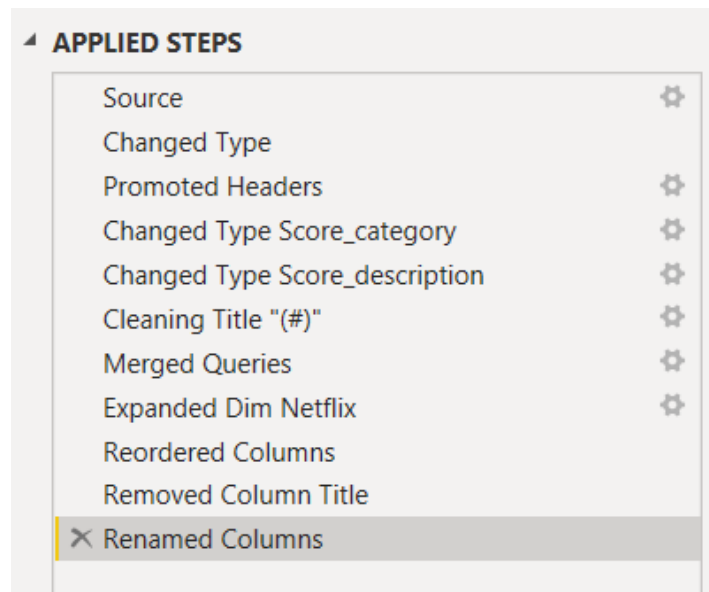 APPLIED STEPS
Source
Changed Type
Promoted Headers
Changed Type Score_category
Changed Type Score_description
Cleaning Title "(#)"
Merged Queries
Expanded Dim Netflix
Reordered Columns
Removed Column Title
Renamed Columns